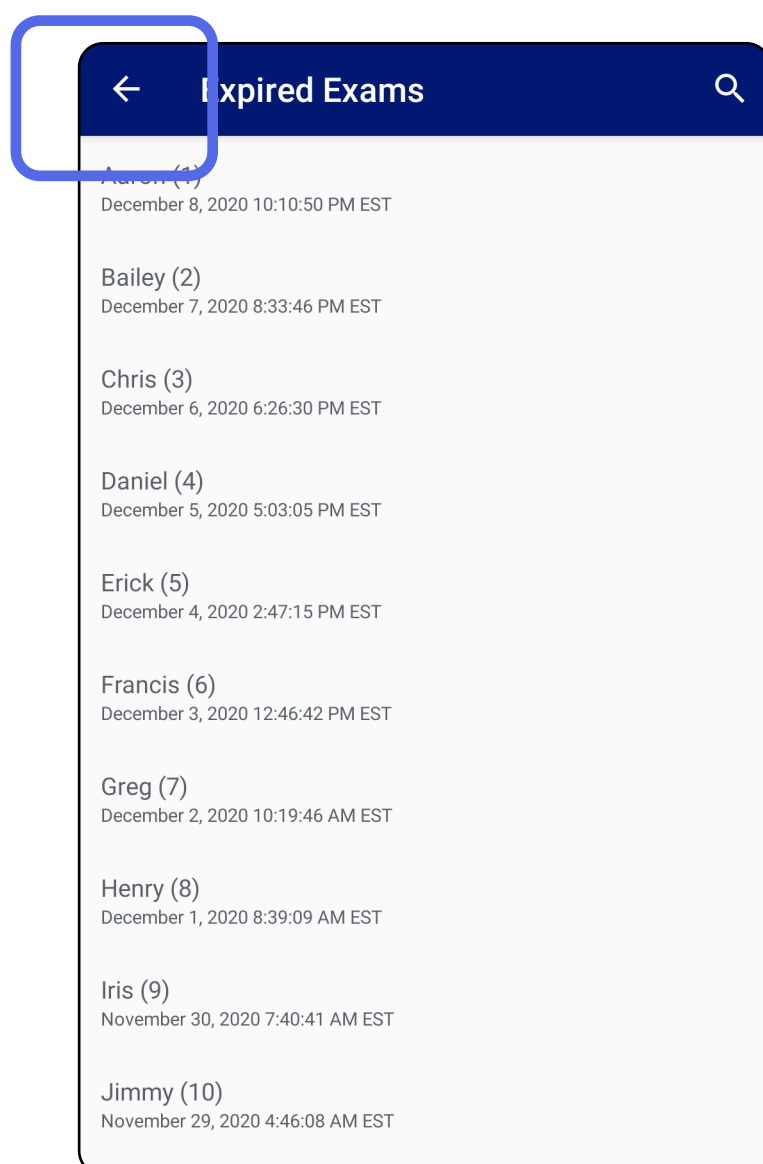 Expired Exams
Aaron (1)
December 8, 2020 10:10:50 PM EST
Bailey (2)
December 7, 2020 8:33:46 PM EST
Chris (3)
December 6, 2020 6:26:30 PM EST
Daniel (4)
December 5, 2020 5:03:05 PM EST
Erick (5)
December 4, 2020 2:47:15 PM EST
Francis (6)
December 3, 2020 12:46:42 PM EST
Greg (7)
December 2, 2020 10:19:46 AM EST
Henry (8)
December 1, 2020 8:39:09 AM EST
Iris (9)
November 30, 2020 7:40:41 AM EST
Jimmy (10)
November 29, 2020 4:46:08 AM EST